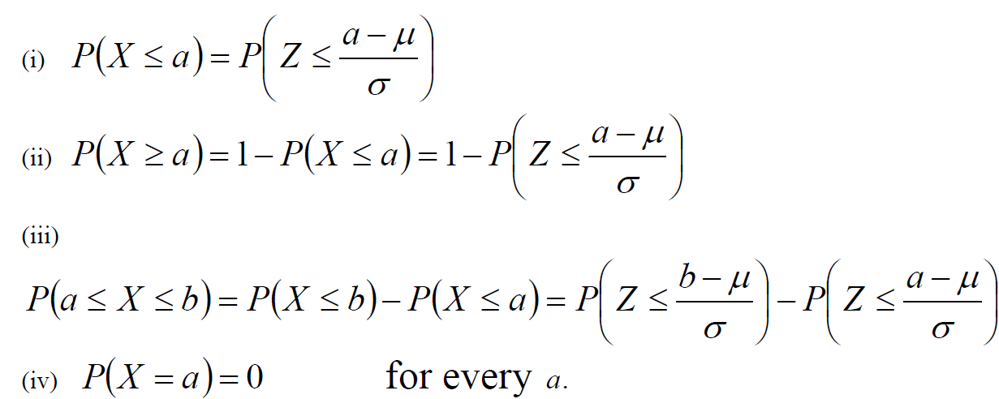 (i) P(X ≤ a) = P(Z ≤ (a − μ)/σ)
(ii) P(X ≥ a) = 1 − P(X ≤ a) = 1 − P(Z ≤ (a − μ)/σ)
(iii)
P(a ≤ X ≤ b) = P(X ≤ b) − P(X ≤ a) = P(Z ≤ (b − μ)/σ) − P(Z ≤ (a − μ)/σ)
(iv) P(X = a) = 0 for every a.